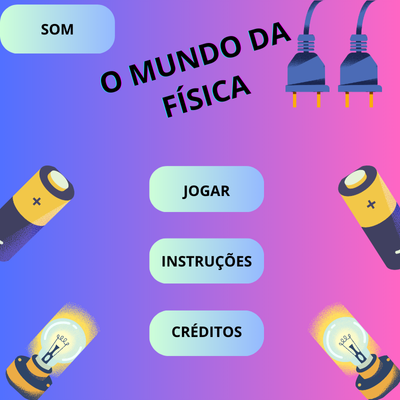 SOM
O MUNDO DA
FÍSICA
JOGAR
INSTRUÇÕES
CRÉDITOS